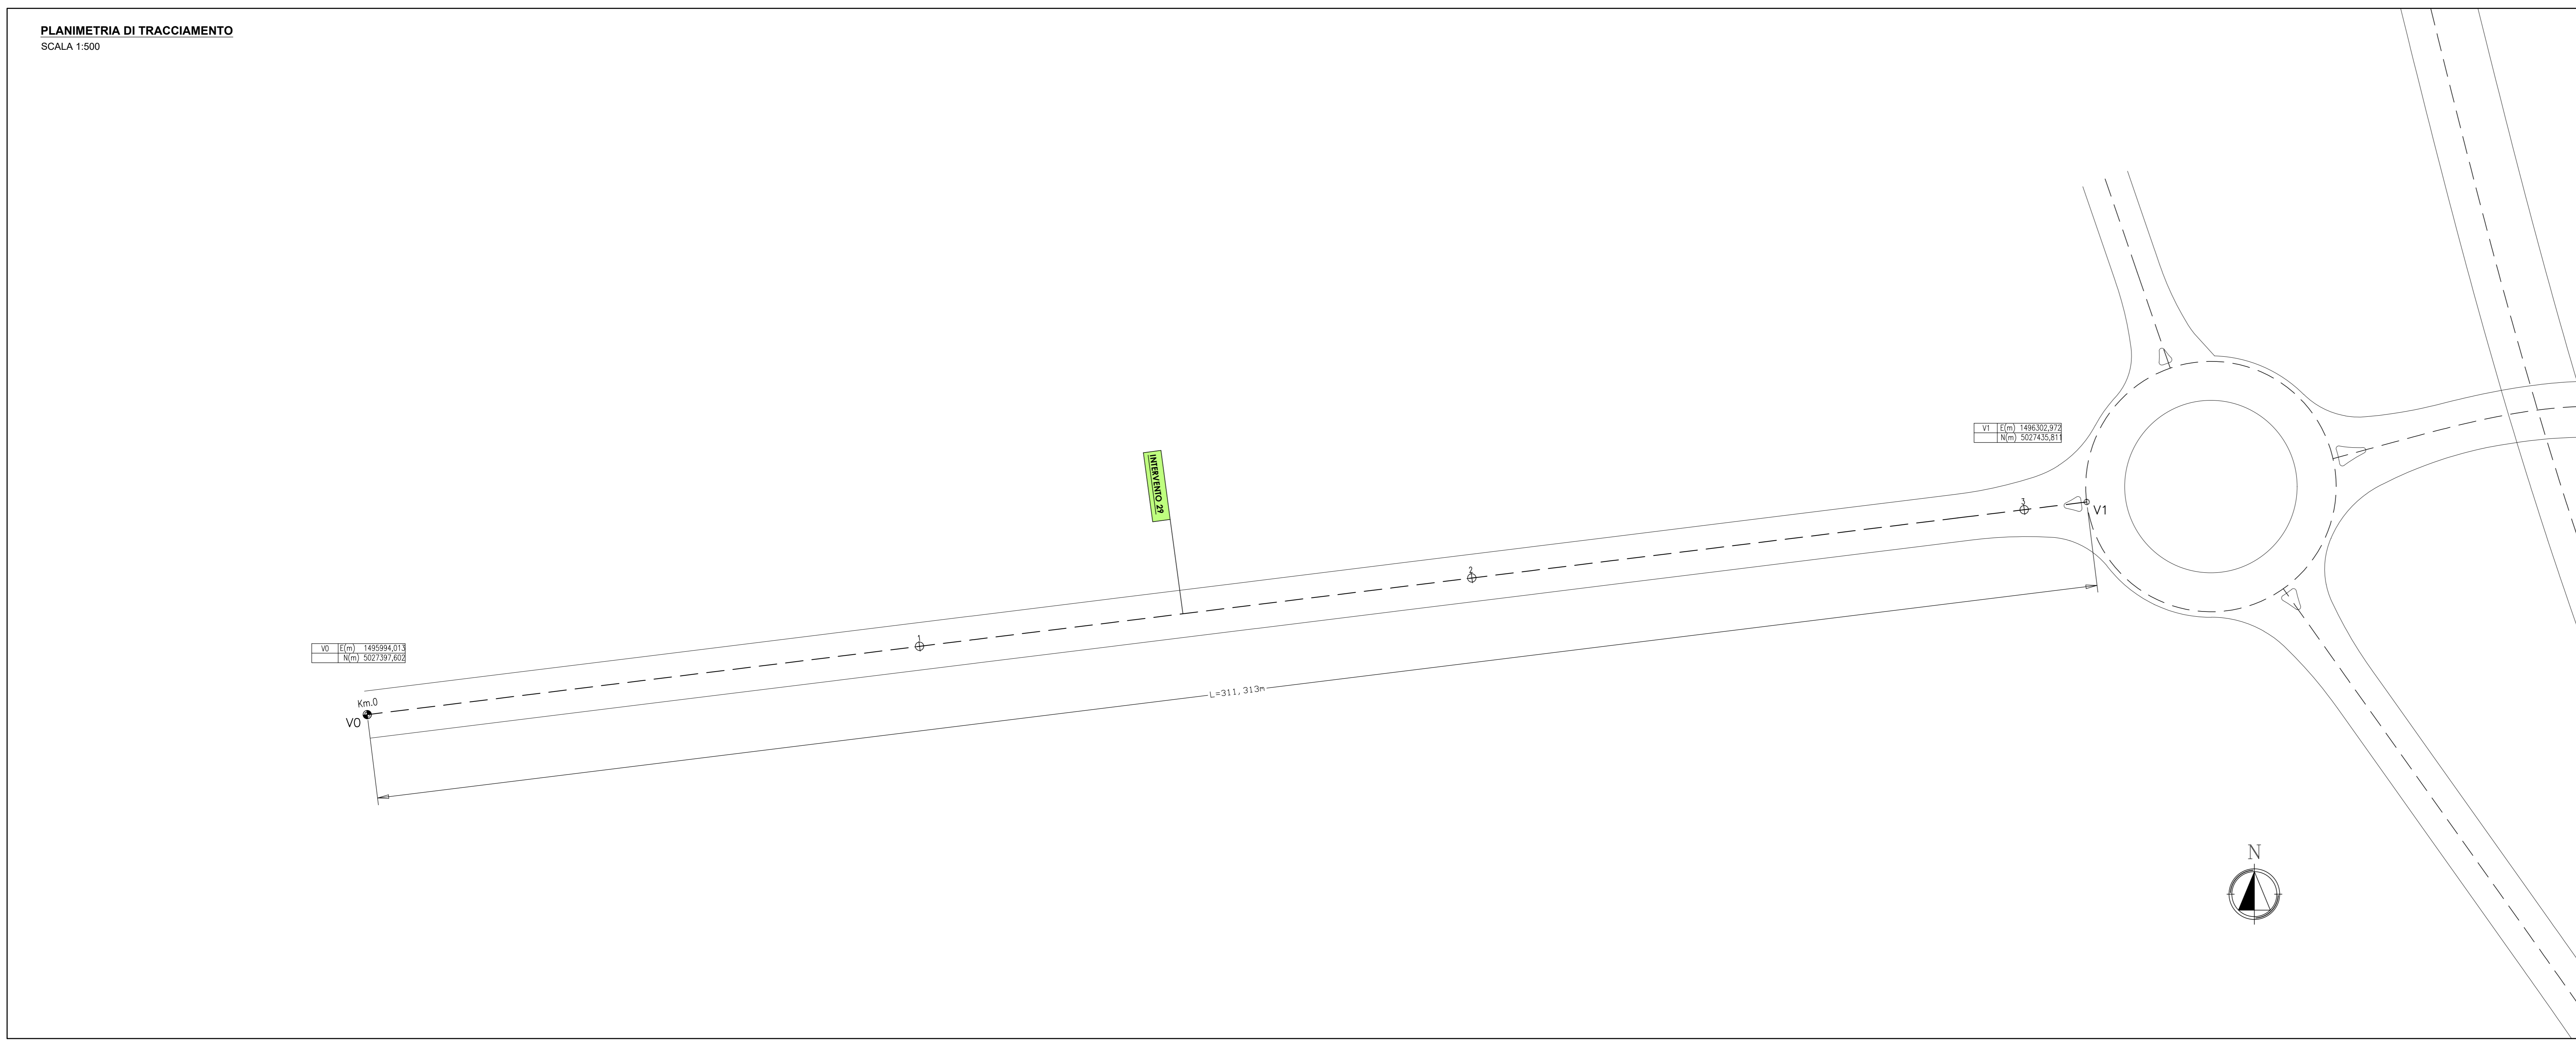 PLANIMETRIA DI TRACCIAMENTO
SCALA 1:500
V1 E(m) 1496302,972
N(m) 5027435,811
INTERVENTO 29
3
V1
2
1
V0 E(m) 1495994,013
N(m) 5027397,602
L=311,313m
Km.0
V0
N